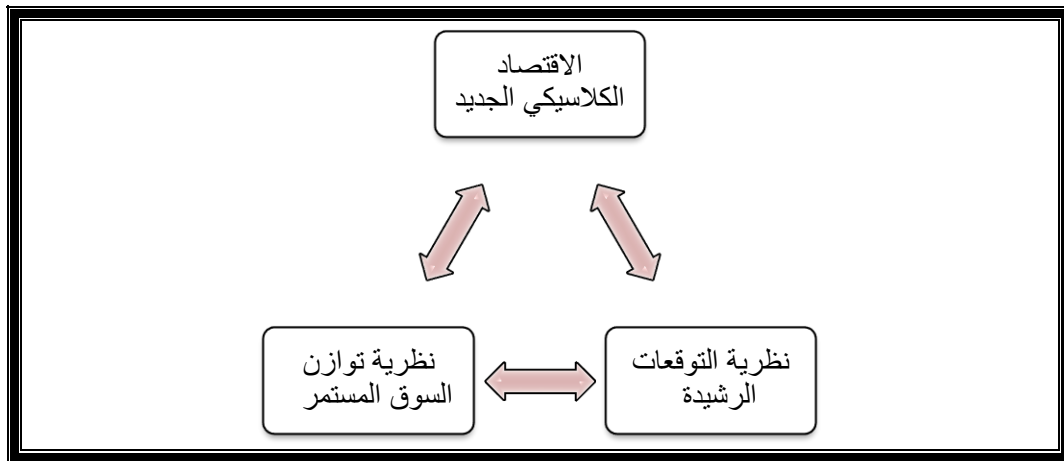 الاقتصاد
الكلاسيكي الجديد
نظرية التوقعات
الرشيدة
نظرية توازن
السوق المستمر